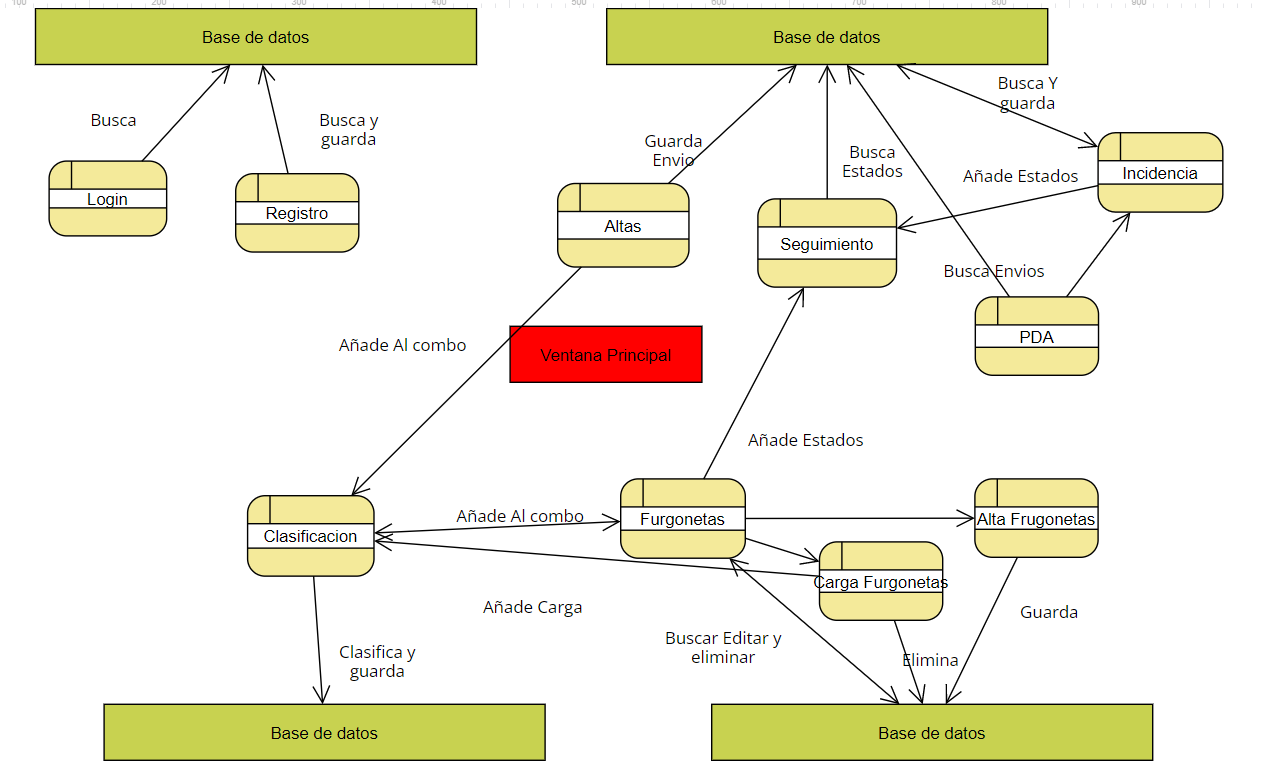 100
200
400
500
600
700
800
900
Base de datos
Base de datos
Busca
Busca y
guarda
Busca Y
guarda
Guarda
Envio
Busca
Estados
Añade Estados
Incidencia
Login
Registro
Altas
Seguimiento
Busca Envios
PDA
Añade Al combo
Ventana Principal
Añade Estados
Clasificacion
Añade Al combo
Furgonetas
Alta Frugonetas
Carga Furgonetas
Añade Carga
Guarda
Clasifica y
guarda
Buscar Editar y
eliminar
Elimina
Base de datos
Base de datos